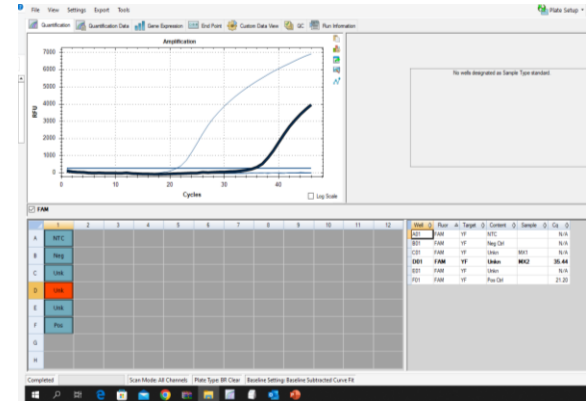 File View Settings Export Tools Plate Setup
Quantification Quantification Data Gene Expression End Point Custom Data View QC Run Information
Amplification
7000
6000
5000
4000
3000
2000
1000
0
RFU
0 10 20 30 40
Cycles
Log Scale
No wells designated as Sample Type standard.
FAM
1 2 3 4 5 6 7 8 9 10 11 12
A NTC
B Neg
C Unk
D Unk
E Unk
F Pos
G
H
Well Fluor Target Content Sample Cq
A01 FAM YF NTC N/A
B01 FAM YF Neg Ctrl N/A
C01 FAM YF Unkn MX1 N/A
D01 FAM YF Unkn MX2 35.44
E01 FAM YF Unkn N/A
F01 FAM YF Pos Ctrl 21.20
Completed Scan Mode: All Channels Plate Type: BR Clear Baseline Setting: Baseline Subtracted Curve Fit